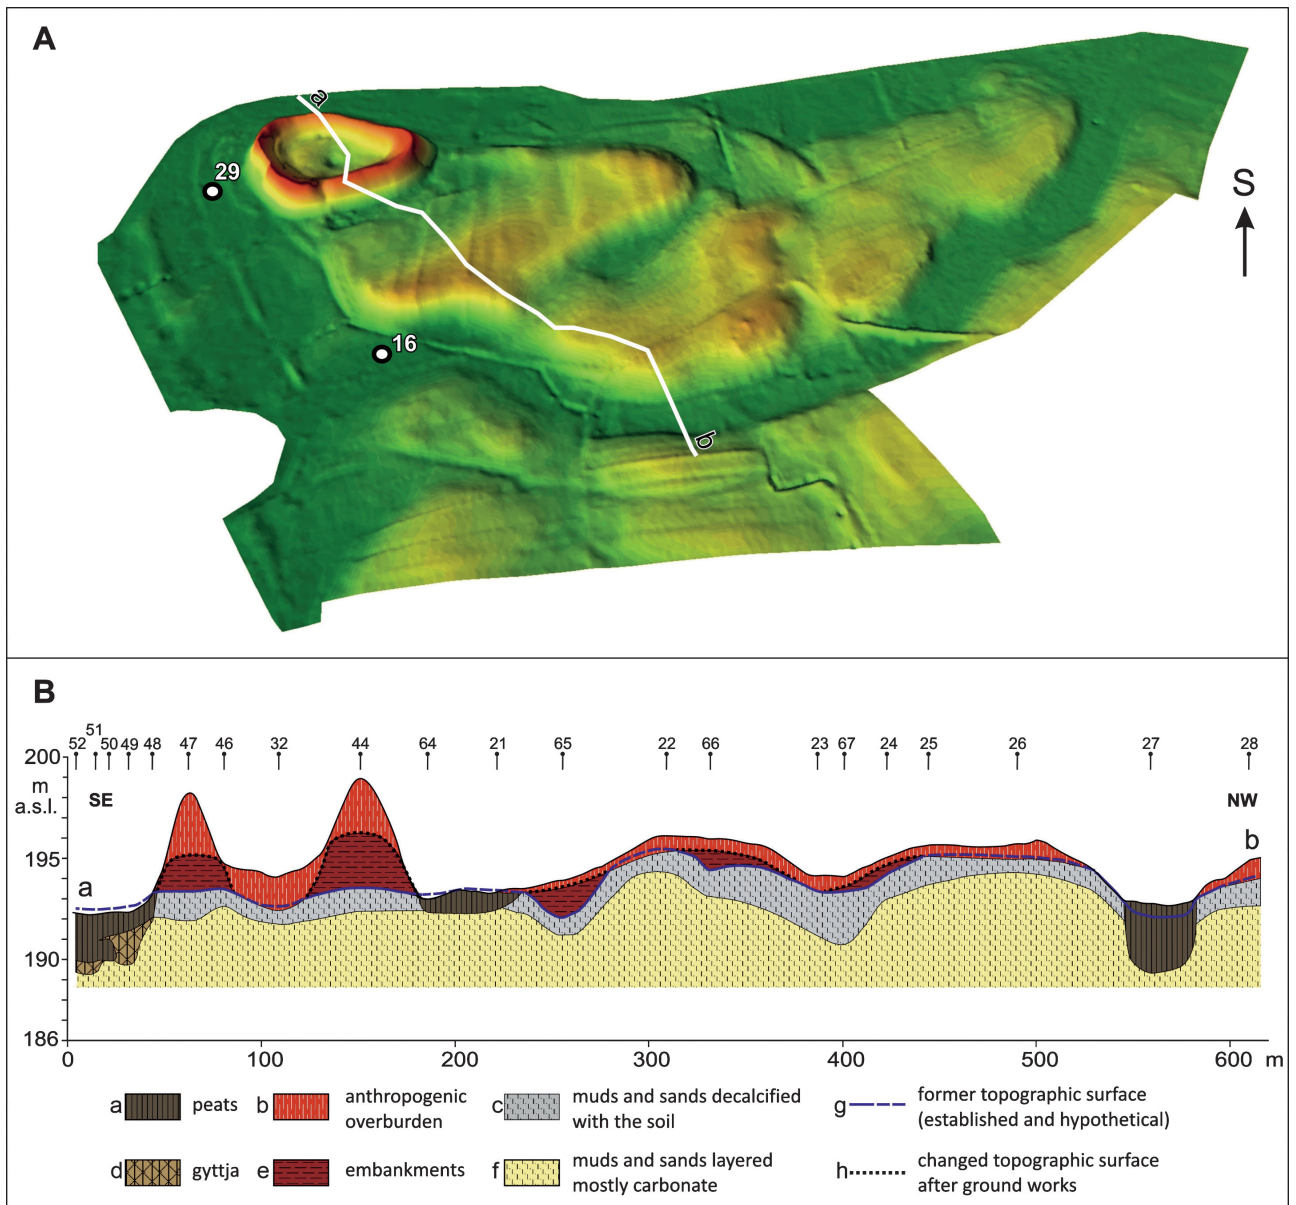 A
a
29
S
16
b
B
51
52 50 49 48 47 46 32 44 64 21 65 22 66 23 67 24 25 26 27 28
200
m
a.s.l.
SE
NW
195
a
b
190
186
0 100 200 300 400 500 600 m
a peats
b anthropogenic
overburden
c muds and sands decalcified
with the soil
g former topographic surface
(established and hypothetical)
d gyttja
e embankments
f muds and sands layered
mostly carbonate
h changed topographic surface
after ground works